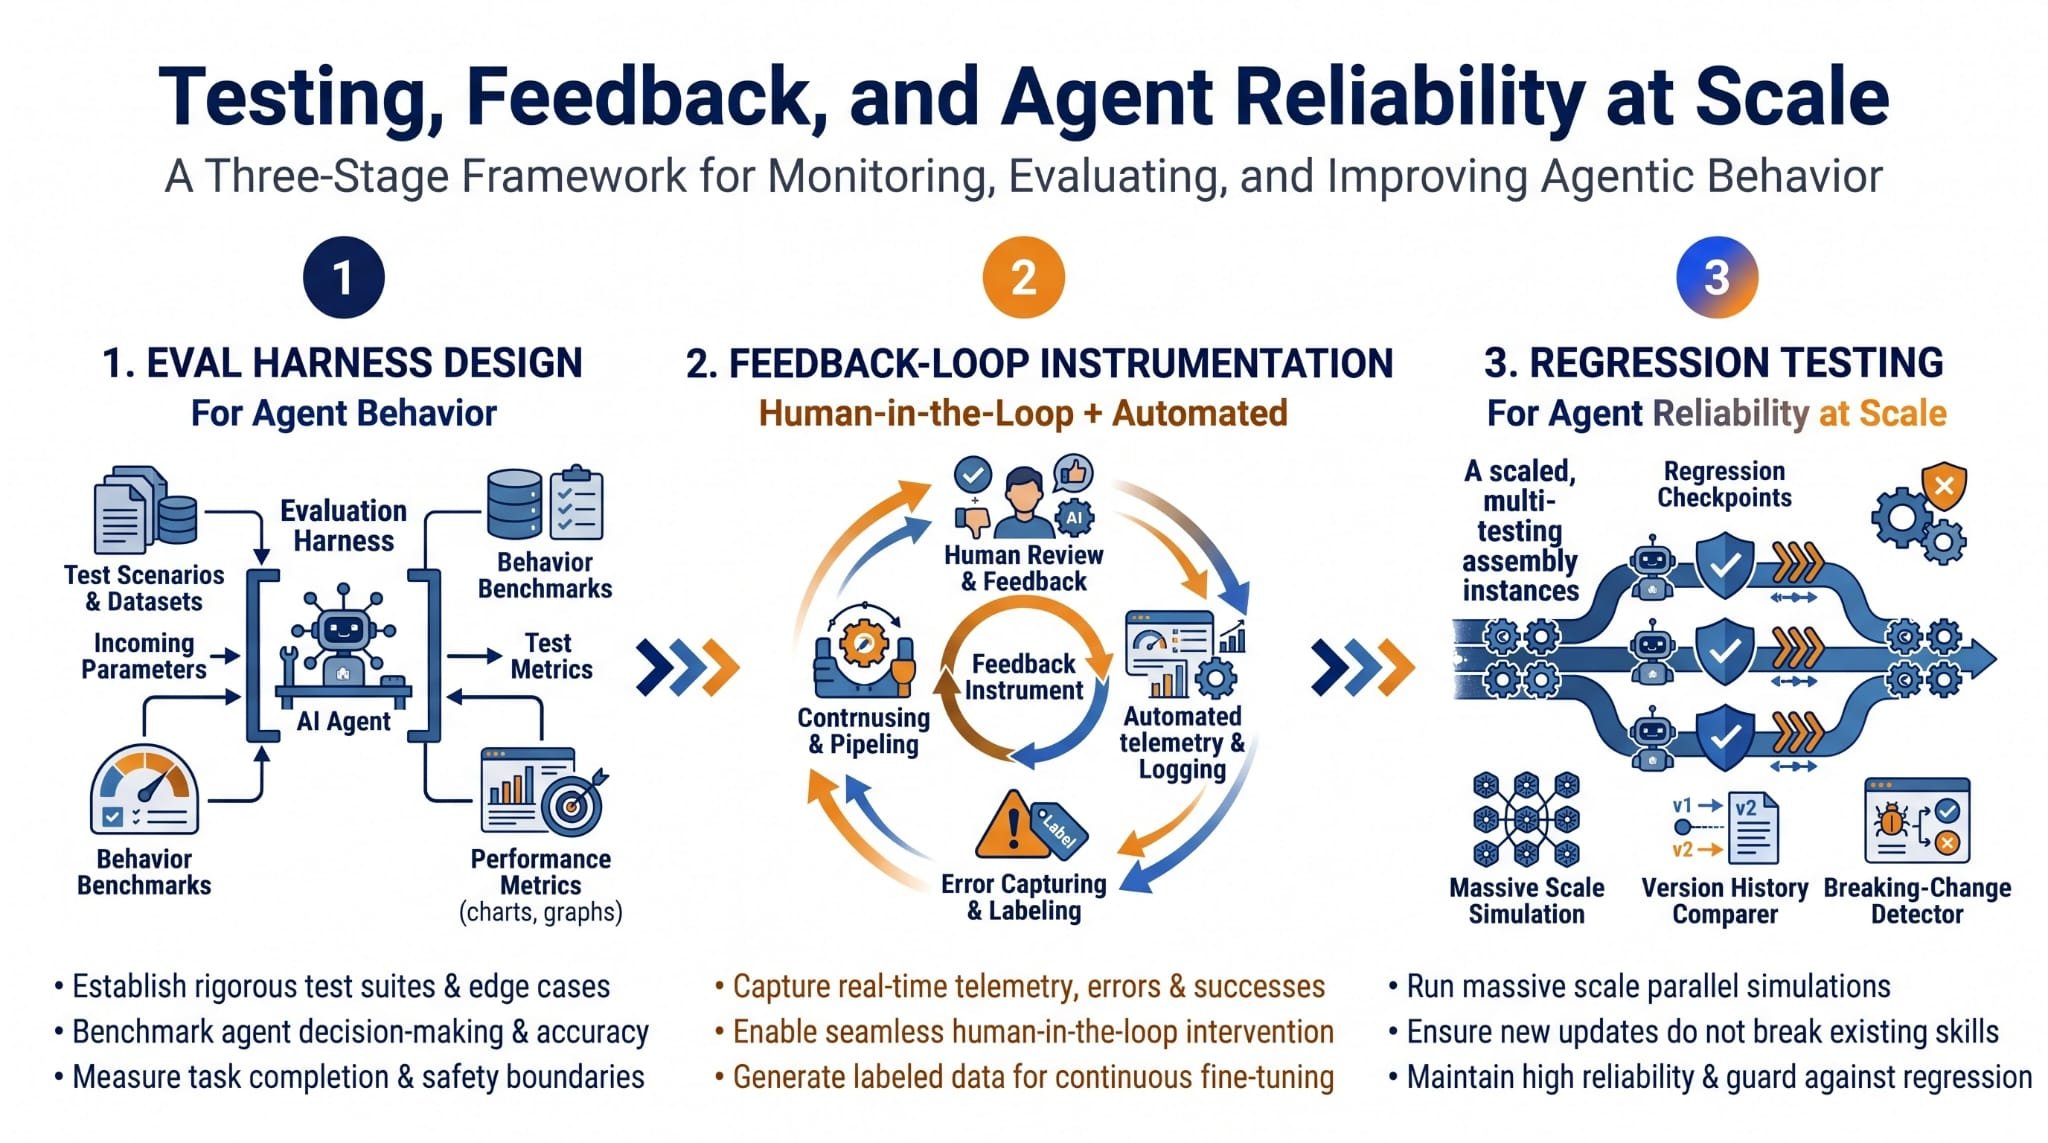 Testing, Feedback, and Agent Reliability at Scale
A Three-Stage Framework for Monitoring, Evaluating, and Improving Agentic Behavior
1
1. EVAL HARNESS DESIGN
For Agent Behavior
Test Scenarios
& Datasets
Evaluation
Harness
Behavior
Benchmarks
Incoming
Parameters
AI Agent
Test
Metrics
Behavior
Benchmarks
Performance
Metrics
(charts, graphs)
• Establish rigorous test suites & edge cases
• Benchmark agent decision-making & accuracy
• Measure task completion & safety boundaries
2
2. FEEDBACK-LOOP INSTRUMENTATION
Human-in-the-Loop + Automated
AI
Human Review
& Feedback
Feedback
Instrument
Automated
telemetry &
Logging
Label
Error Capturing
& Labeling
Contrnusing
& Pipeling
• Capture real-time telemetry, errors & successes
• Enable seamless human-in-the-loop intervention
• Generate labeled data for continuous fine-tuning
3
3. REGRESSION TESTING
For Agent Reliability at Scale
A scaled,
multi-
testing
assembly
instances
Regression
Checkpoints
Massive Scale
Simulation
v1
v2
v2
Version History
Comparer
Breaking-Change
Detector
• Run massive scale parallel simulations
• Ensure new updates do not break existing skills
• Maintain high reliability & guard against regression